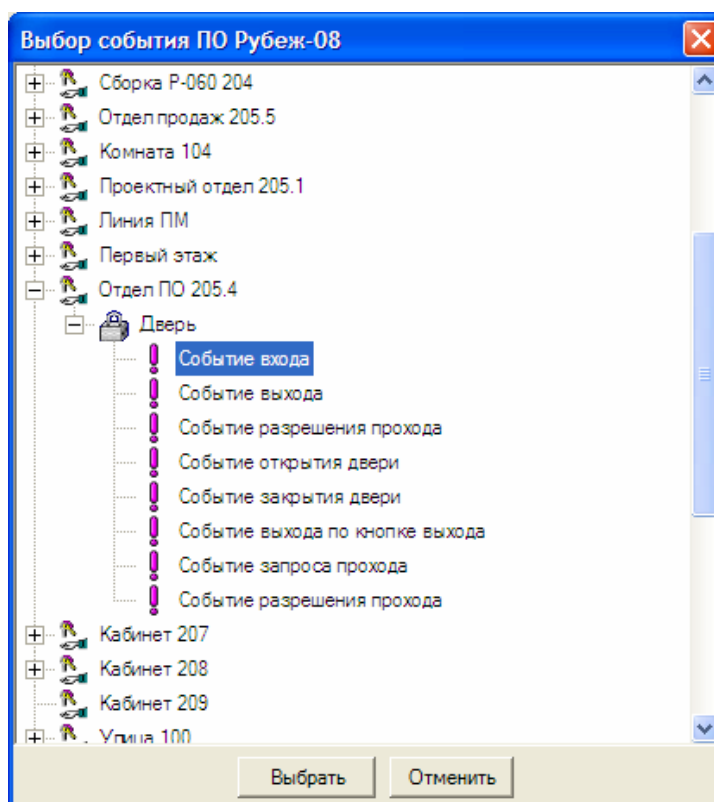 Выбор события ПО Рубеж-08
Сборка Р-060 204
Отдел продаж 205.5
Комната 104
Проектный отдел 205.1
Линия ПМ
Первый этаж
Отдел ПО 205.4
Дверь
Событие входа
Событие выхода
Событие разрешения прохода
Событие открытия двери
Событие закрытия двери
Событие выхода по кнопке выхода
Событие запроса прохода
Событие разрешения прохода
Кабинет 207
Кабинет 208
Кабинет 209
Улица 100
Выбрать Отменить